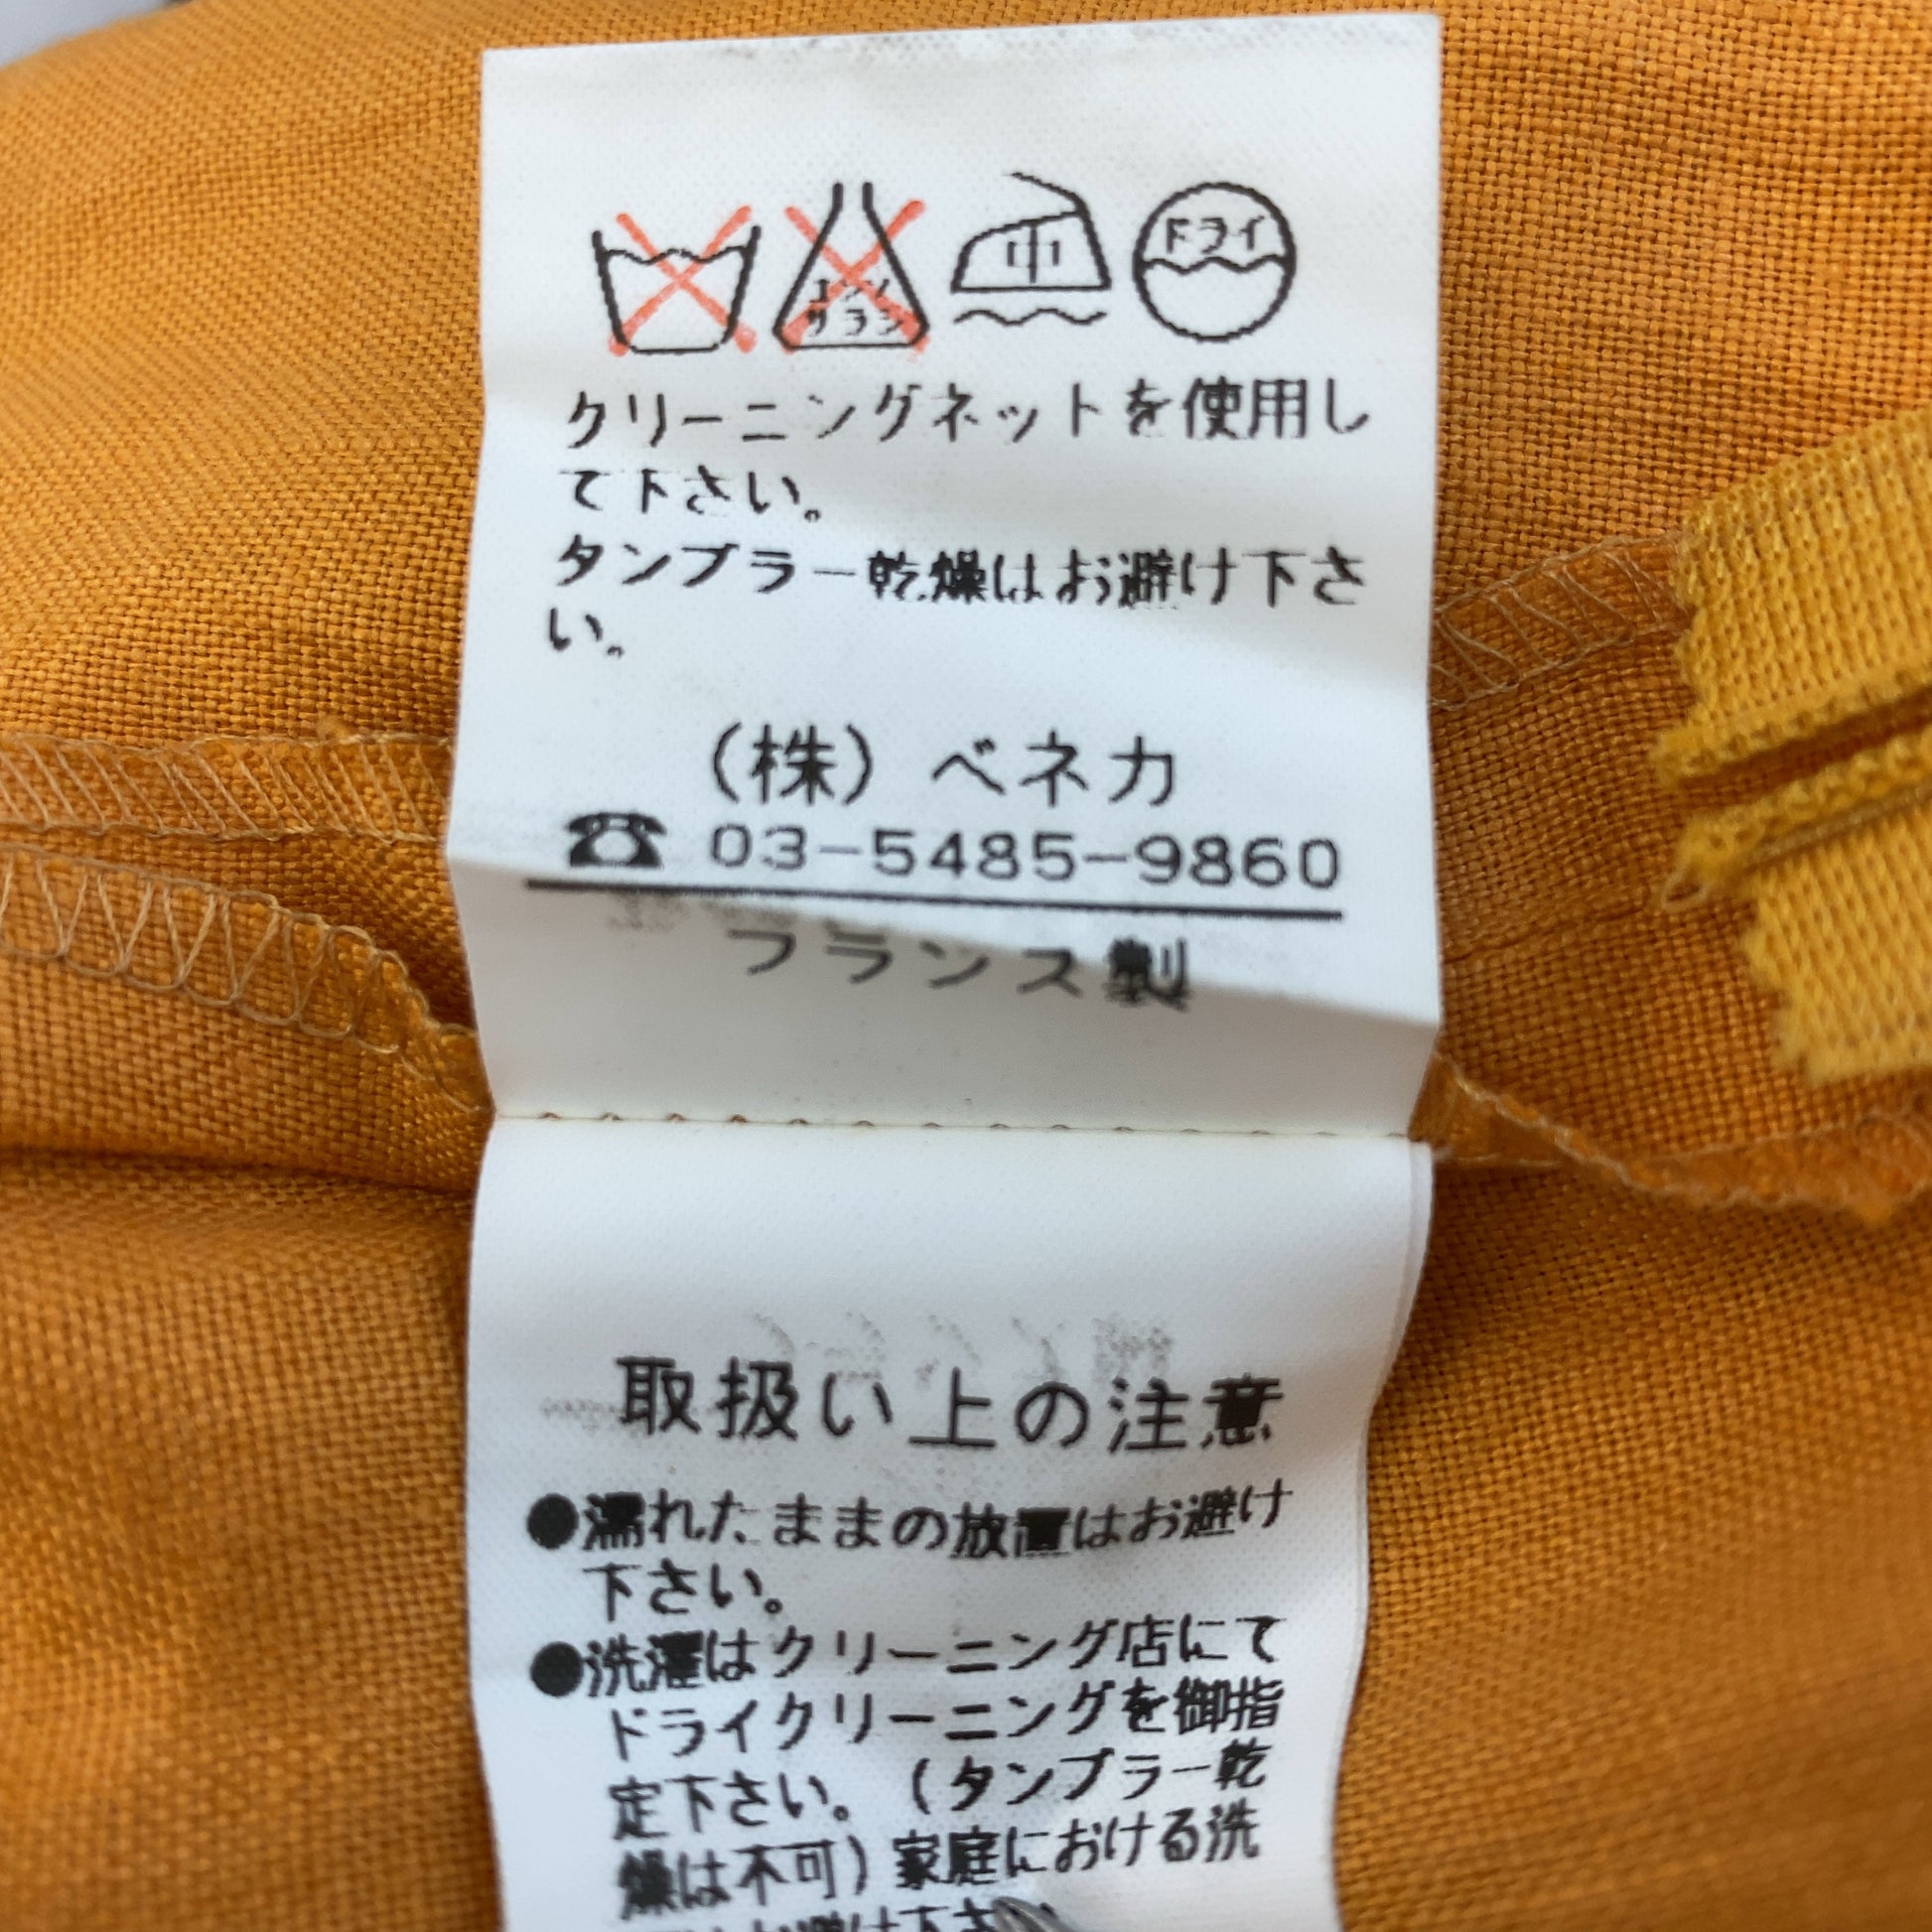 中
ドライ
エンソ
サラシ
クリーニングネットを使用し
て下さい。
タンブラー乾燥はお避け下さ
い。
(株)ベネカ
☎ 03-5485-9860
フランス製
取扱い上の注意
●濡れたままの放置はお避け
下さい。
●洗濯はクリーニング店にて
ドライクリーニングを御指
定下さい。(タンブラー乾
燥は不可)家庭における洗